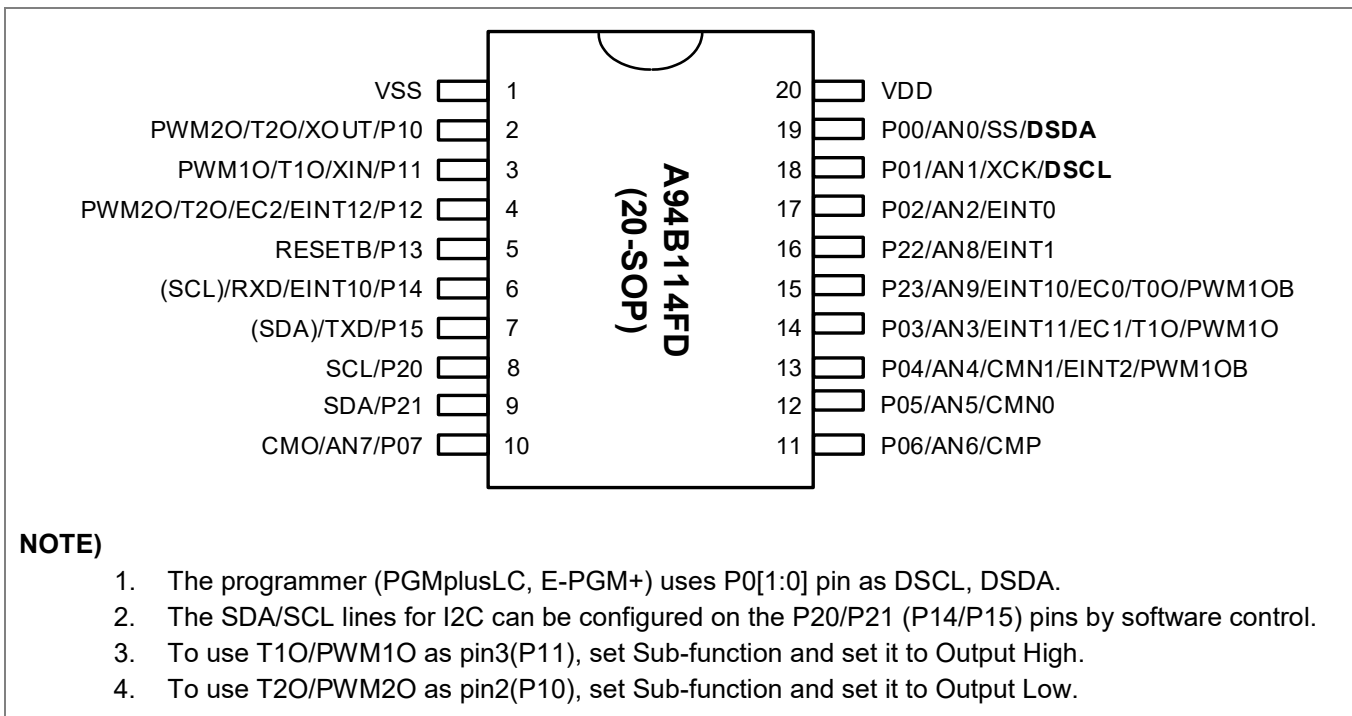 VSS 1 20 VDD
PWM2O/T2O/XOUT/P10 2 19 P00/AN0/SS/DSDA
PWM1O/T1O/XIN/P11 3 18 P01/AN1/XCK/DSCL
PWM2O/T2O/EC2/EINT12/P12 4 17 P02/AN2/EINT0
RESETB/P13 5 16 P22/AN8/EINT1
(SCL)/RXD/EINT10/P14 6 15 P23/AN9/EINT10/EC0/T0O/PWM1OB
(SDA)/TXD/P15 7 14 P03/AN3/EINT11/EC1/T1O/PWM1O
SCL/P20 8 13 P04/AN4/CMN1/EINT2/PWM1OB
SDA/P21 9 12 P05/AN5/CMN0
CMO/AN7/P07 10 11 P06/AN6/CMP
A94B114FD
(20-SOP)
NOTE)
1. The programmer (PGMplusLC, E-PGM+) uses P0[1:0] pin as DSCL, DSDA.
2. The SDA/SCL lines for I2C can be configured on the P20/P21 (P14/P15) pins by software control.
3. To use T1O/PWM1O as pin3(P11), set Sub-function and set it to Output High.
4. To use T2O/PWM2O as pin2(P10), set Sub-function and set it to Output Low.